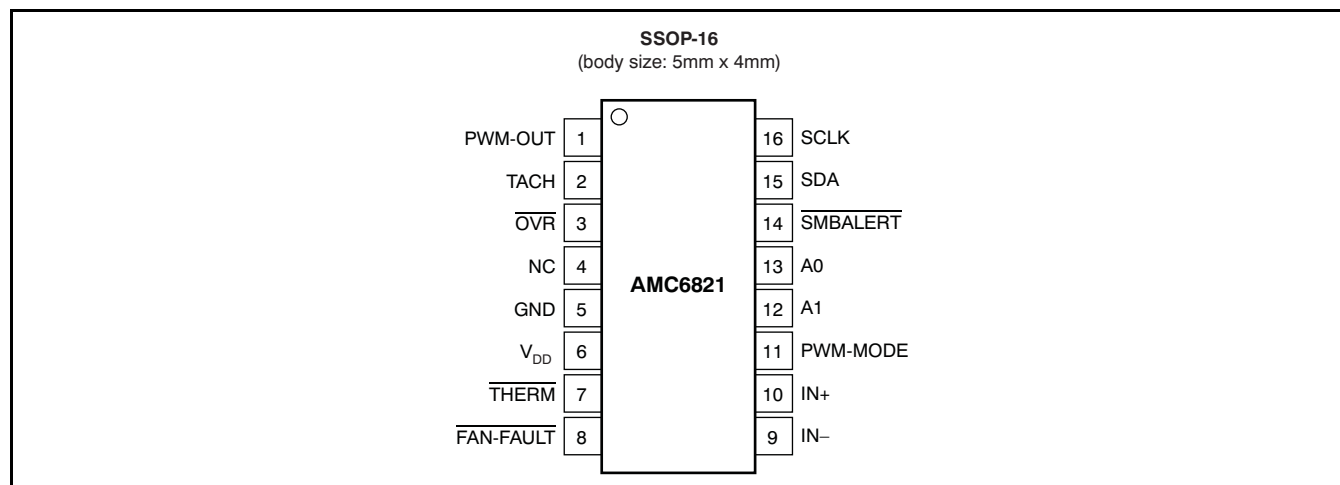 SSOP-16
(body size: 5mm x 4mm)
PWM-OUT 1
TACH 2
OVR 3
NC 4
GND 5
VDD 6
THERM 7
FAN-FAULT 8
AMC6821
16 SCLK
15 SDA
14 SMBALERT
13 A0
12 A1
11 PWM-MODE
10 IN+
9 IN–